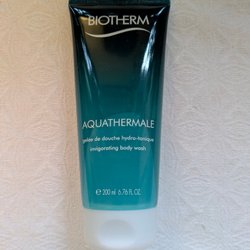 BIOTHERM
AQUATHERMALE
gelée de douche hydro-tonique
invigorating body wash
e 200 ml 6.76 FL.OZ.